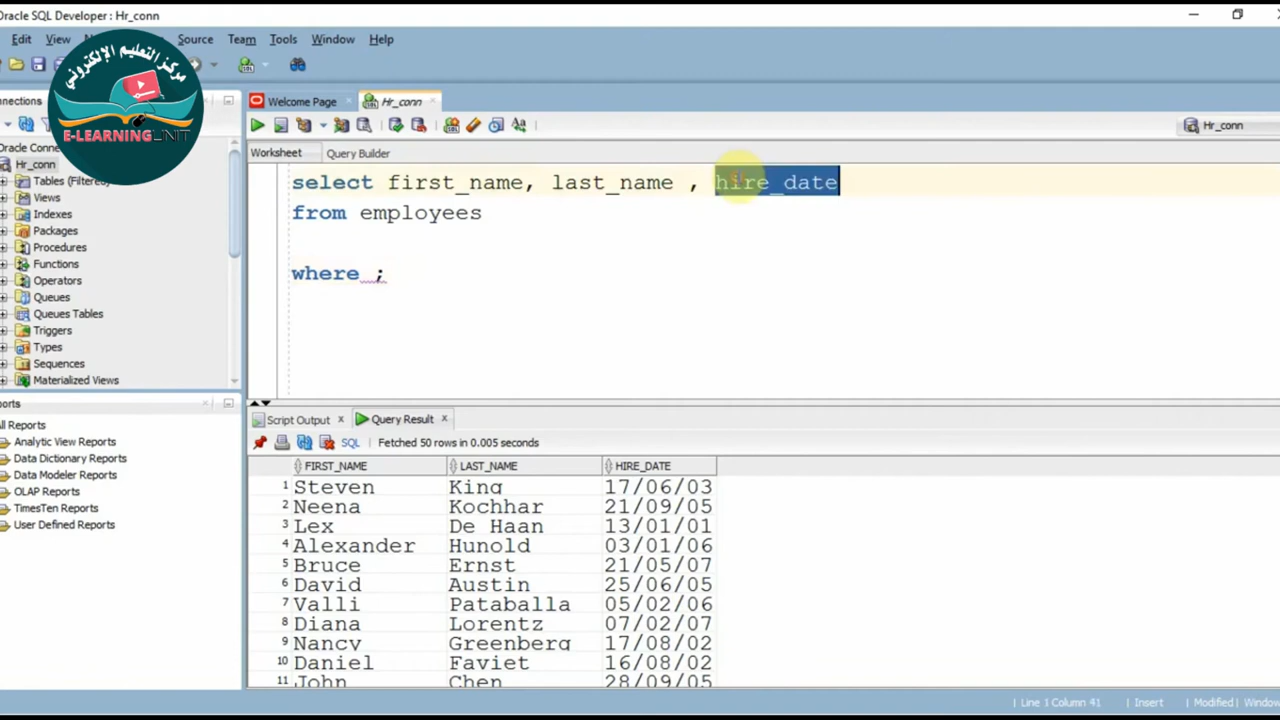 Oracle SQL Developer : Hr_conn
Edit View Source Team Tools Window Help
مركز التعليم الإلكتروني
E-LEARNING UNIT
Welcome Page
Hr_conn
Hr_conn
Worksheet Query Builder
select first_name, last_name , hire_date
from employees
where ;
nnections
Oracle Conne
Hr_conn
Tables (Filtered
Views
Indexes
Packages
Procedures
Functions
Operators
Queues
Queues Tables
Triggers
Types
Sequences
Materialized Views
orts
All Reports
Analytic View Reports
Data Dictionary Reports
Data Modeler Reports
OLAP Reports
TimesTen Reports
User Defined Reports
Script Output Query Result
SQL Fetched 50 rows in 0.005 seconds
FIRST_NAME LAST_NAME HIRE_DATE
1 Steven King 17/06/03
2 Neena Kochhar 21/09/05
3 Lex De Haan 13/01/01
4 Alexander Hunold 03/01/06
5 Bruce Ernst 21/05/07
6 David Austin 25/06/05
7 Valli Pataballa 05/02/06
8 Diana Lorentz 07/02/07
9 Nancy Greenberg 17/08/02
10 Daniel Faviet 16/08/02
11 John Chen 28/09/05
Line 1 Column 41 Insert Modified Window